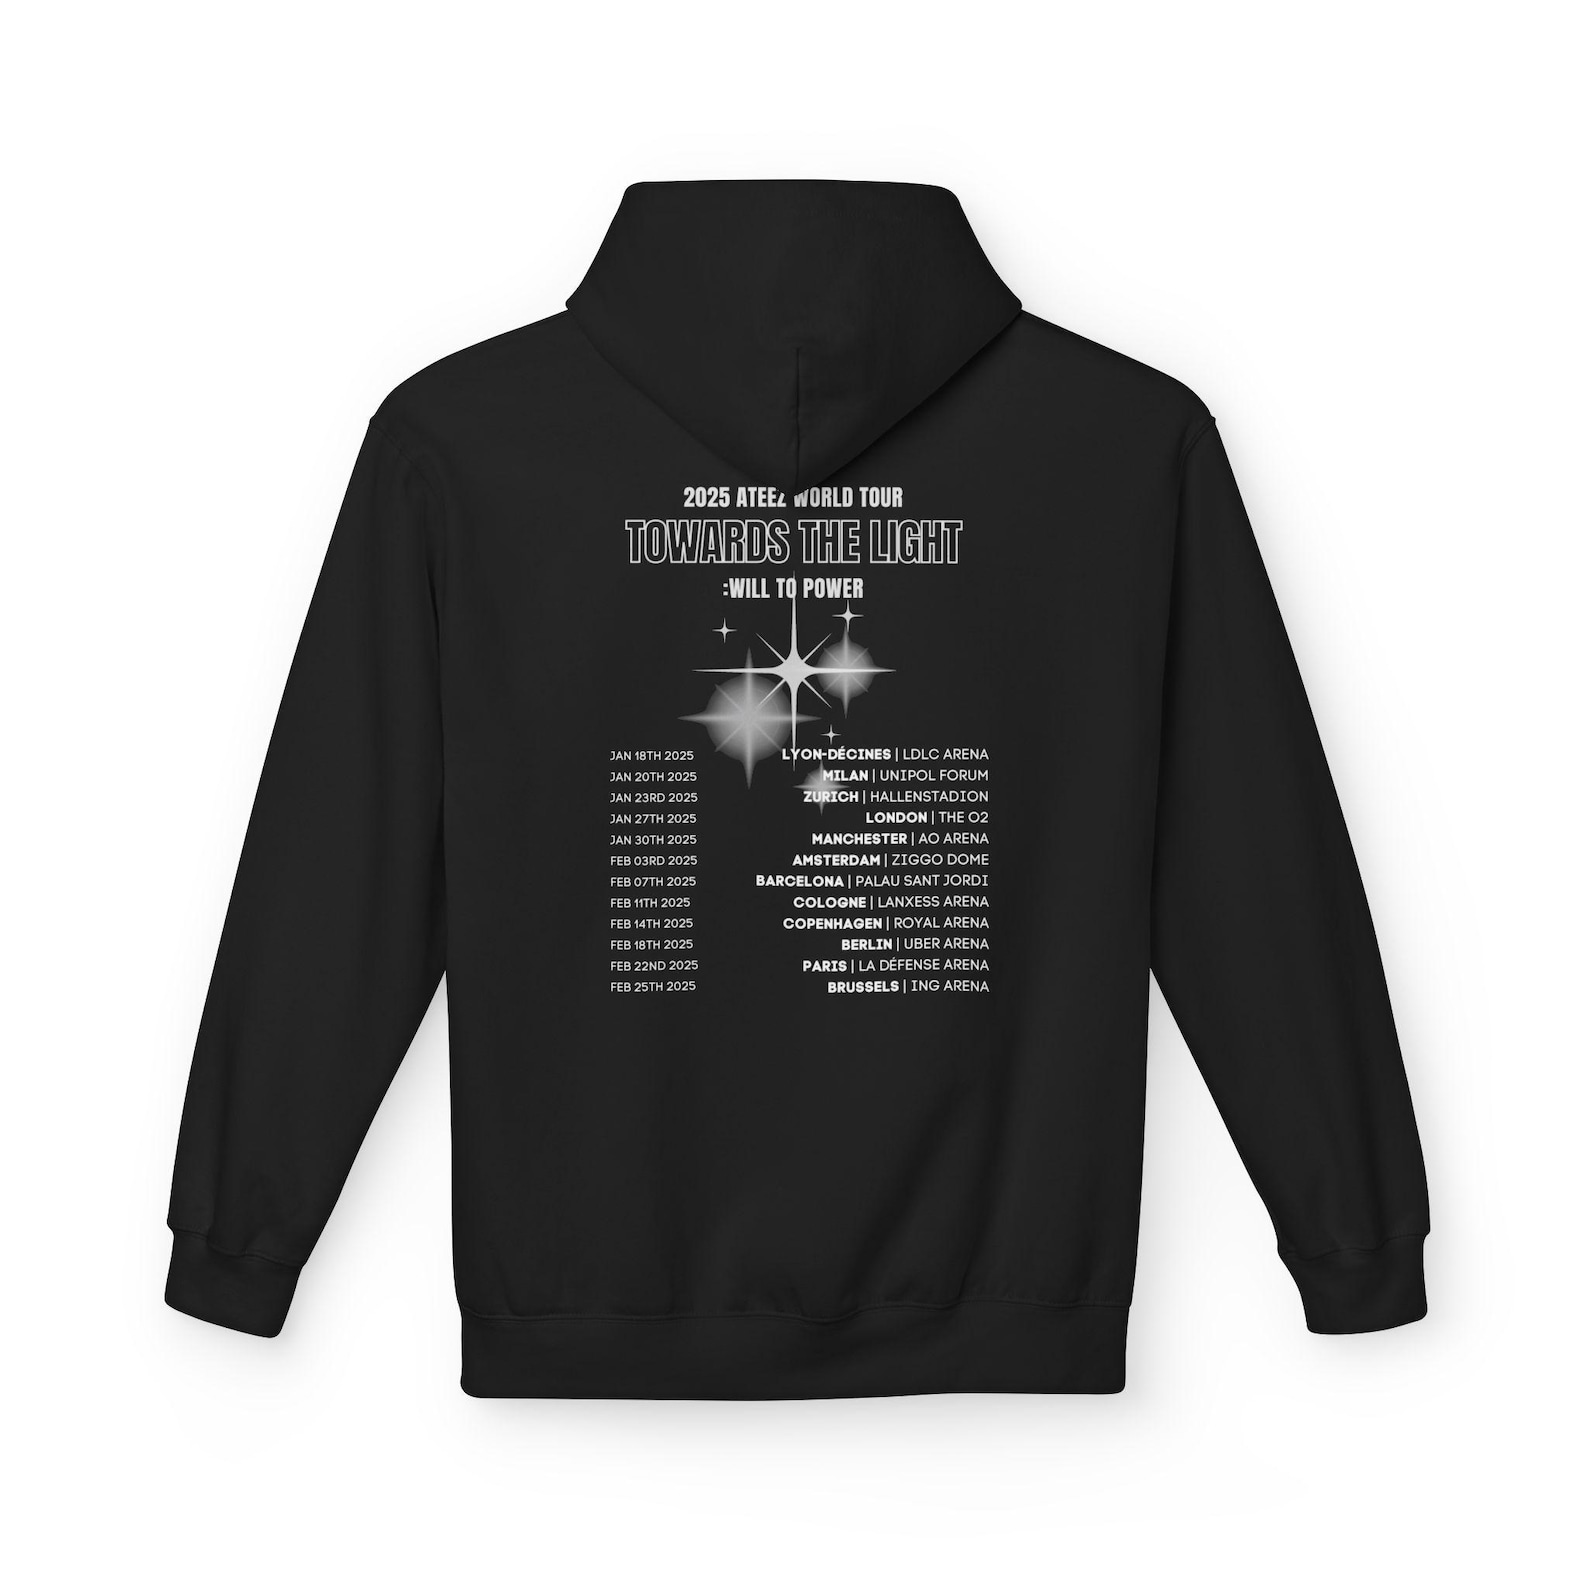 2025 ATEEZ WORLD TOUR
TOWARDS THE LIGHT
:WILL TO POWER
JAN 18TH 2025 LYON-DÉCINES | LDLC ARENA
JAN 20TH 2025 MILAN | UNIPOL FORUM
JAN 23RD 2025 ZURICH | HALLENSTADION
JAN 27TH 2025 LONDON | THE O2
JAN 30TH 2025 MANCHESTER | AO ARENA
FEB 03RD 2025 AMSTERDAM | ZIGGO DOME
FEB 07TH 2025 BARCELONA | PALAU SANT JORDI
FEB 11TH 2025 COLOGNE | LANXESS ARENA
FEB 14TH 2025 COPENHAGEN | ROYAL ARENA
FEB 18TH 2025 BERLIN | UBER ARENA
FEB 22ND 2025 PARIS | LA DÉFENSE ARENA
FEB 25TH 2025 BRUSSELS | ING ARENA